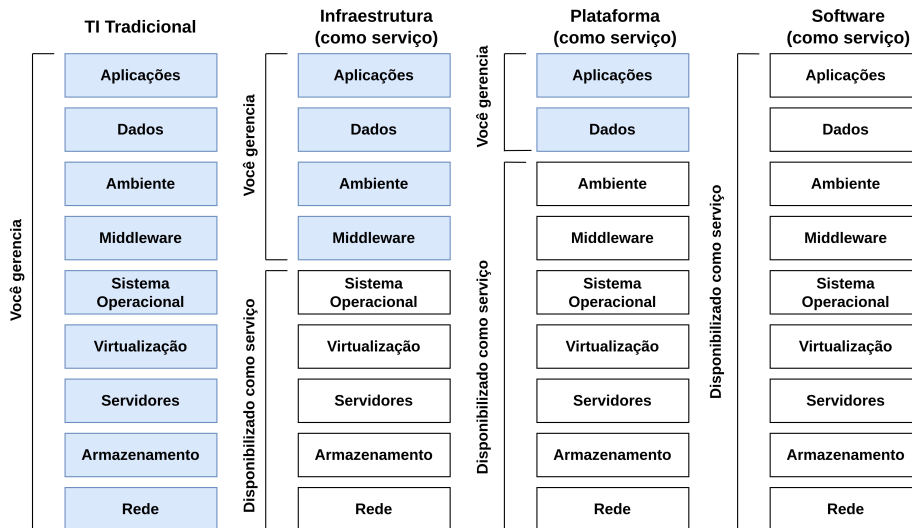 TI Tradicional
Você gerencia
Aplicações
Dados
Ambiente
Middleware
Sistema
Operacional
Virtualização
Servidores
Armazenamento
Rede
Infraestrutura
(como serviço)
Você gerencia
Disponibilizado como serviço
Aplicações
Dados
Ambiente
Middleware
Sistema
Operacional
Virtualização
Servidores
Armazenamento
Rede
Plataforma
(como serviço)
Você gerencia
Disponibilizado como serviço
Aplicações
Dados
Ambiente
Middleware
Sistema
Operacional
Virtualização
Servidores
Armazenamento
Rede
Software
(como serviço)
Disponibilizado como serviço
Aplicações
Dados
Ambiente
Middleware
Sistema
Operacional
Virtualização
Servidores
Armazenamento
Rede